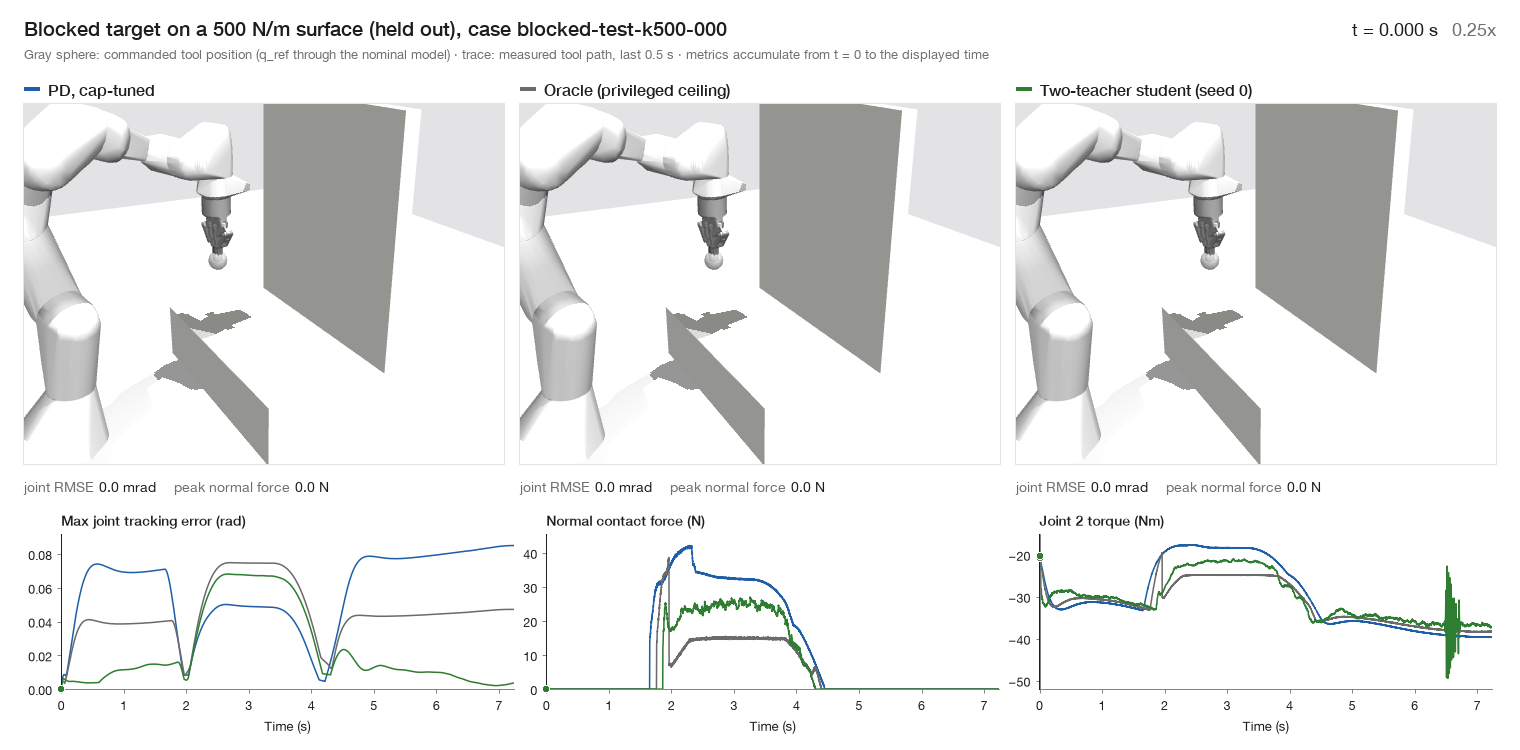 Blocked target on a 500 N/m surface (held out), case blocked-test-k500-000
t = 0.000 s 0.25x
Gray sphere: commanded tool position (q_ref through the nominal model) · trace: measured tool path, last 0.5 s · metrics accumulate from t = 0 to the displayed time
PD, cap-tuned
Oracle (privileged ceiling)
Two-teacher student (seed 0)
joint RMSE 0.0 mrad peak normal force 0.0 N
joint RMSE 0.0 mrad peak normal force 0.0 N
joint RMSE 0.0 mrad peak normal force 0.0 N
Max joint tracking error (rad)
0.08
0.06
0.04
0.02
0.00
0 1 2 3 4 5 6 7
Time (s)
Normal contact force (N)
40
30
20
10
0
0 1 2 3 4 5 6 7
Time (s)
Joint 2 torque (Nm)
−20
−30
−40
−50
0 1 2 3 4 5 6 7
Time (s)